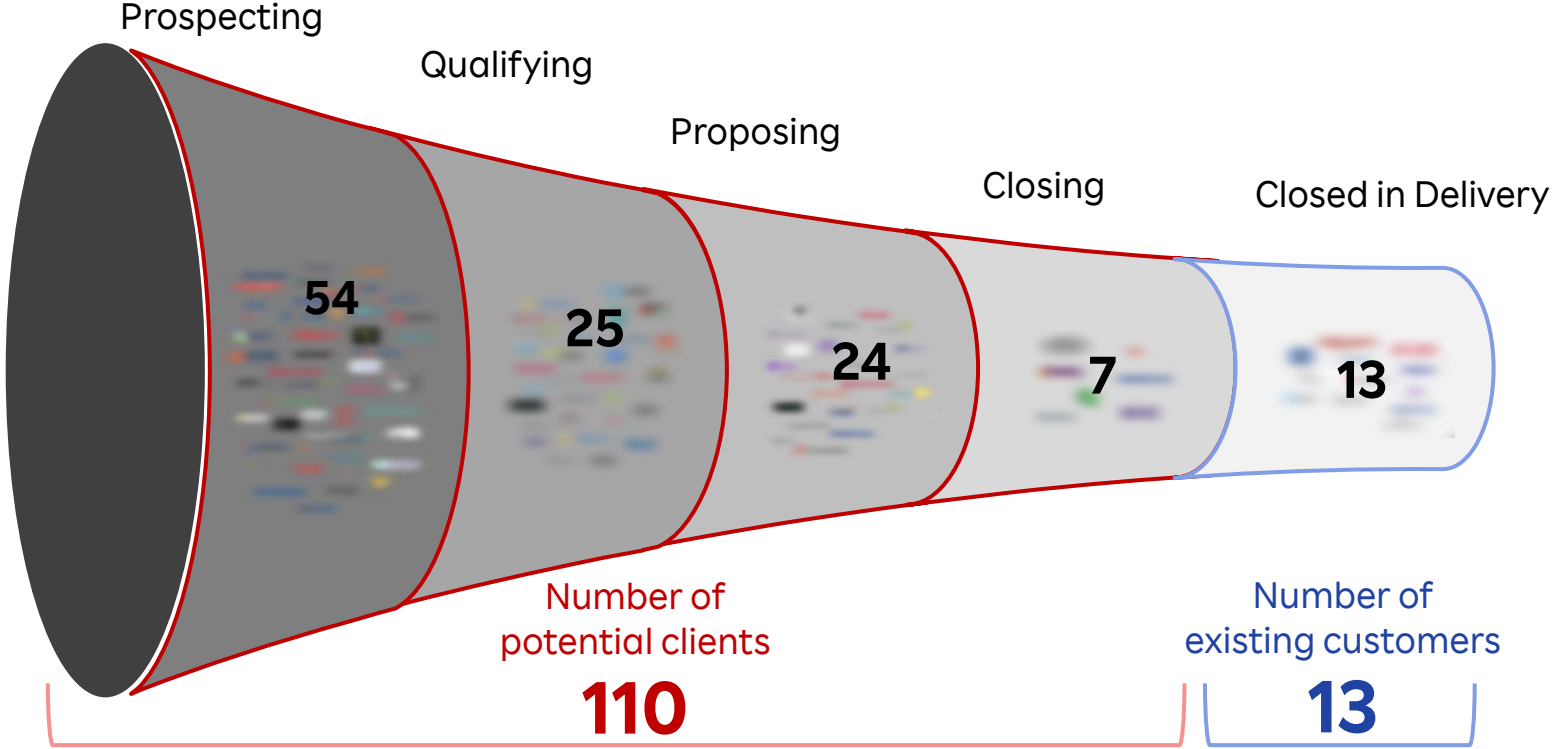 Prospecting
Qualifying
Proposing
Closing
Closed in Delivery
54
25
24
7
13
Number of
potential clients
110
Number of
existing customers
13